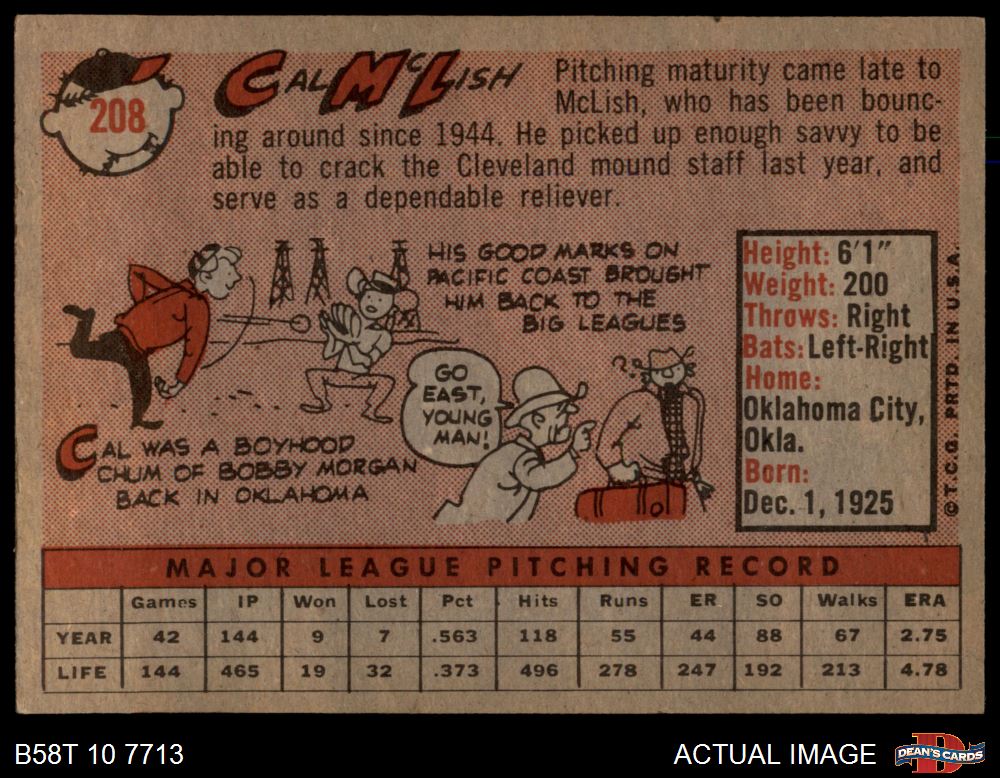 208
CAL McLISH
Pitching maturity came late to
McLish, who has been bounc-
ing around since 1944. He picked up enough savvy to be
able to crack the Cleveland mound staff last year, and
serve as a dependable reliever.
HIS GOOD MARKS ON
PACIFIC COAST BROUGHT
HIM BACK TO THE
BIG LEAGUES
GO
EAST,
YOUNG
MAN!
??
CAL WAS A BOYHOOD
CHUM OF BOBBY MORGAN
BACK IN OKLAHOMA
Height: 6'1"
Weight: 200
Throws: Right
Bats: Left-Right
Home:
Oklahoma City,
Okla.
Born:
Dec. 1, 1925
© T.C.G. PRTD. IN U.S.A.
MAJOR LEAGUE PITCHING RECORD
Games IP Won Lost Pct Hits Runs ER SO Walks ERA
YEAR 42 144 9 7 .563 118 55 44 88 67 2.75
LIFE 144 465 19 32 .373 496 278 247 192 213 4.78
B58T 10 7713
ACTUAL IMAGE
DEAN'S CARDS